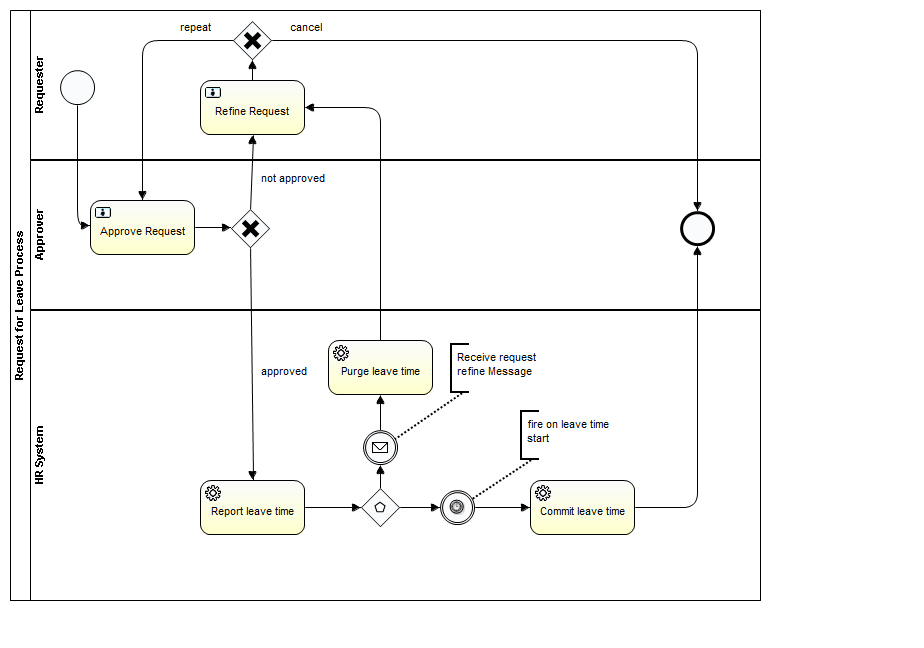 Request for Leave Process
Requester
repeat
cancel
Refine Request
Approver
not approved
Approve Request
HR System
approved
Purge leave time
Receive request
refine Message
fire on leave time
start
Report leave time
Commit leave time